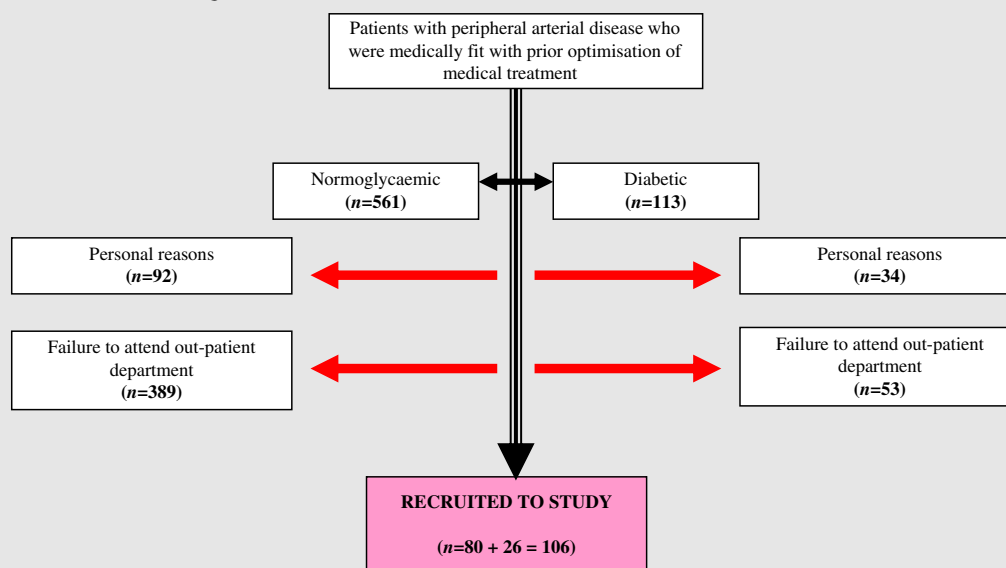 Patients with peripheral arterial disease who
were medically fit with prior optimisation of
medical treatment
Normoglycaemic
(n=561)
Diabetic
(n=113)
Personal reasons
(n=92)
Personal reasons
(n=34)
Failure to attend out-patient
department
(n=389)
Failure to attend out-patient
department
(n=53)
RECRUITED TO STUDY
(n=80 + 26 = 106)